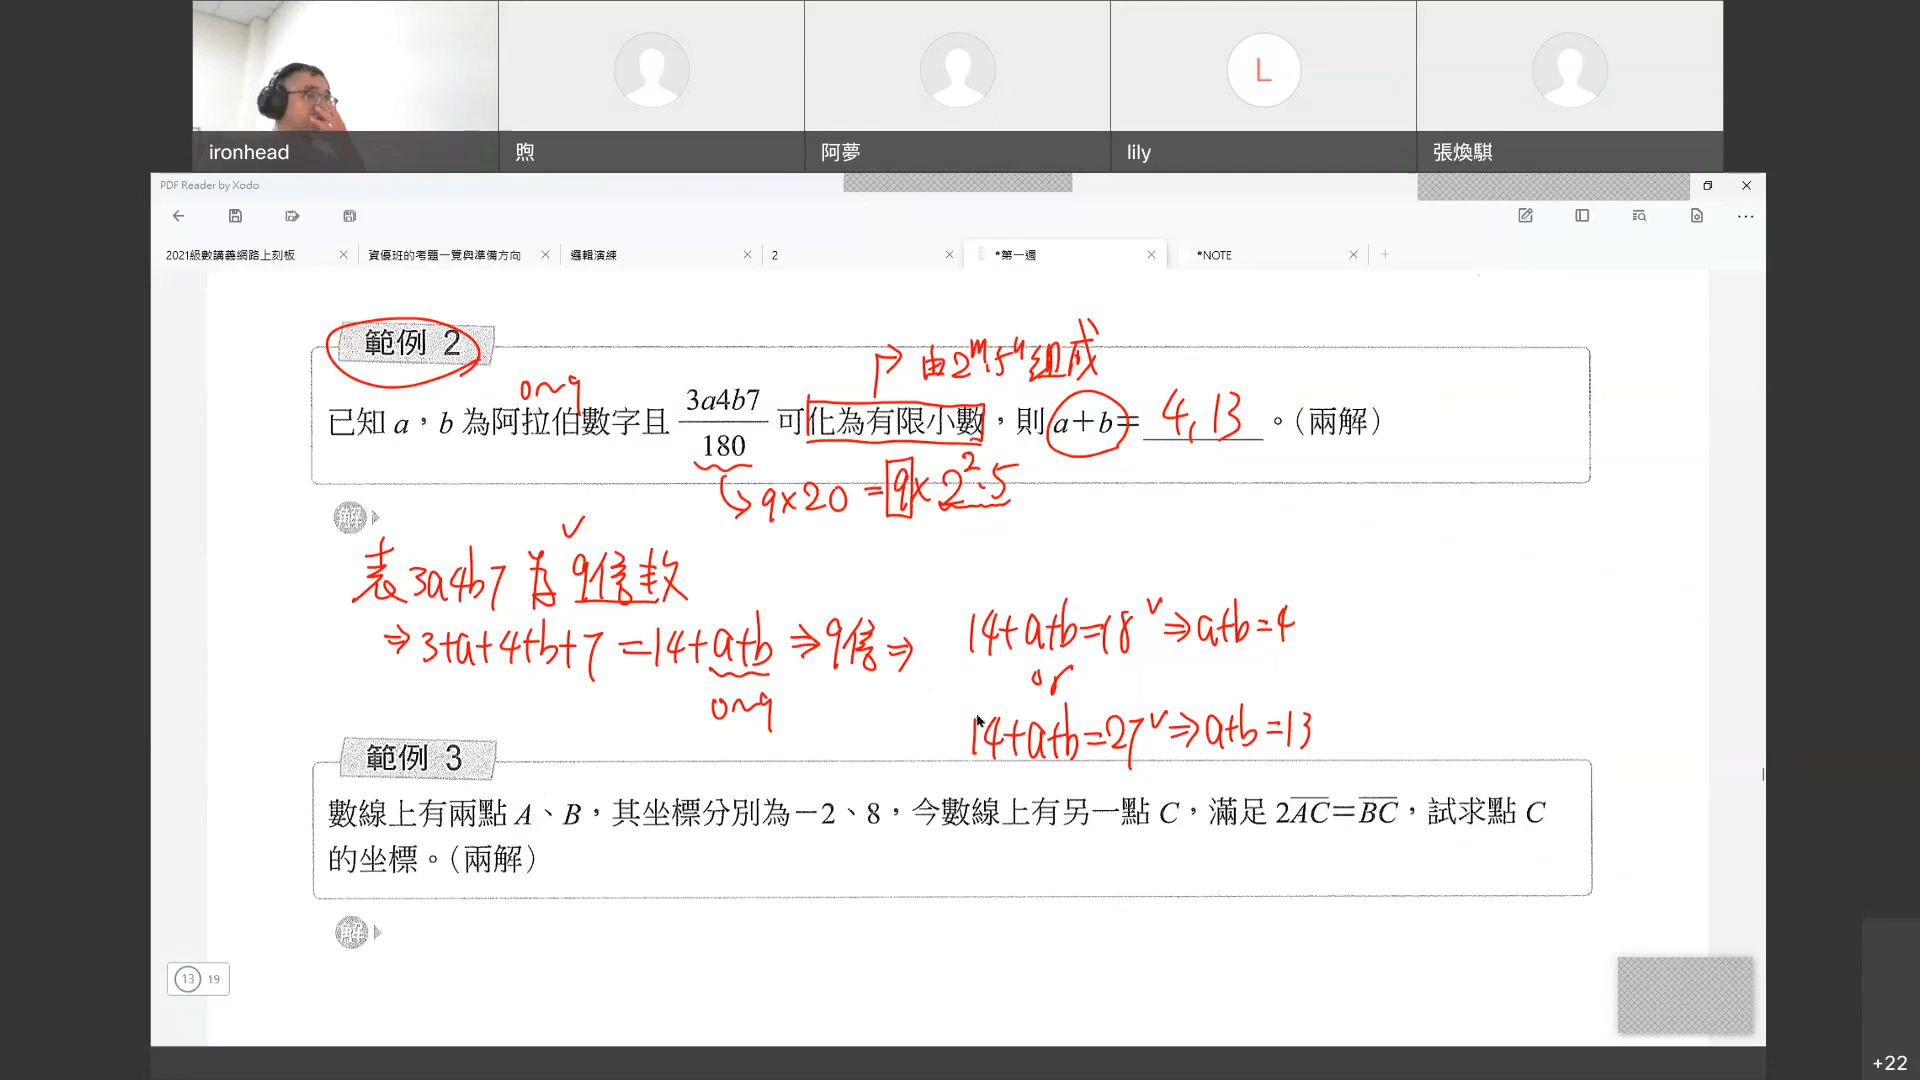 ironhead
煦
阿夢
L
lily
張煥騏
PDF Reader by Xodo
2021級數講義網路上刻板
資優班的考題一覽與準備方向
邏輯演練
2
*第一週
*NOTE
範例 2
由2^m·5^n組成
0~9
已知 a，b 為阿拉伯數字且 3a4b7/180 可化為有限小數，則 a＋b＝ 4, 13 。（兩解）
9×20 = 9×2²·5
解
表 3a4b7 為 9倍數
⇒ 3+a+4+b+7 = 14+a+b ⇒ 9倍 ⇒
14+a+b=18 ⇒ a+b=4
or
0~9
14+a+b=27 ⇒ a+b=13
範例 3
數線上有兩點 A、B，其坐標分別為－2、8，今數線上有另一點 C，滿足 2A̅C̅＝B̅C̅，試求點 C
的坐標。（兩解）
解
13 19
+22